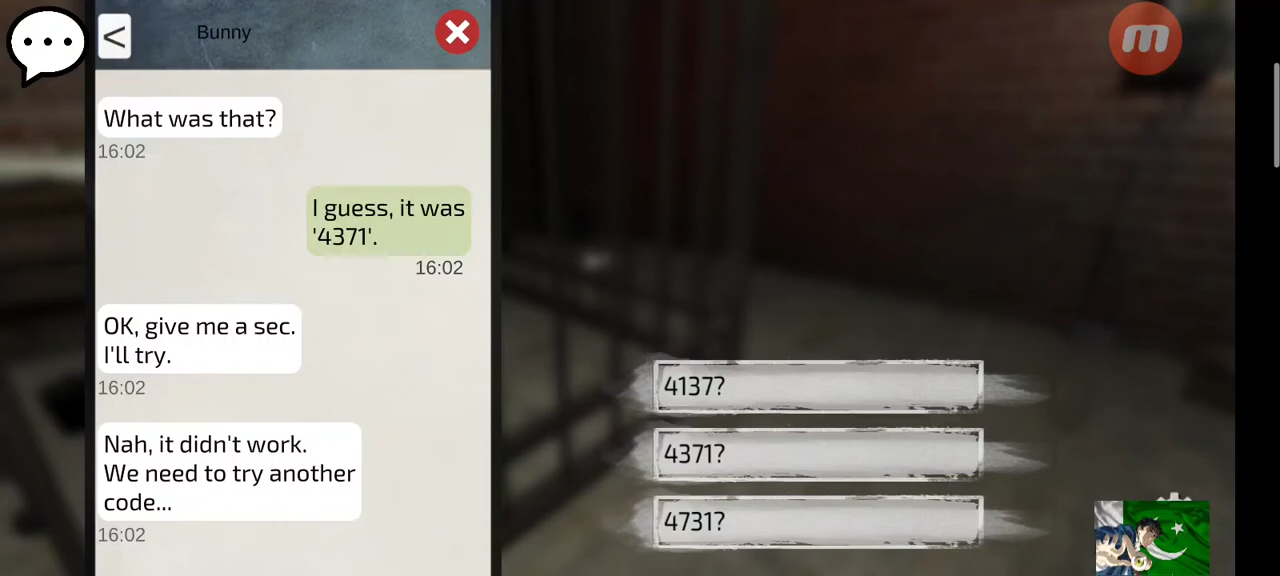 Bunny
What was that?
16:02
I guess, it was
'4371'.
16:02
OK, give me a sec.
I'll try.
16:02
Nah, it didn't work.
We need to try another
code...
16:02
4137?
4371?
4731?